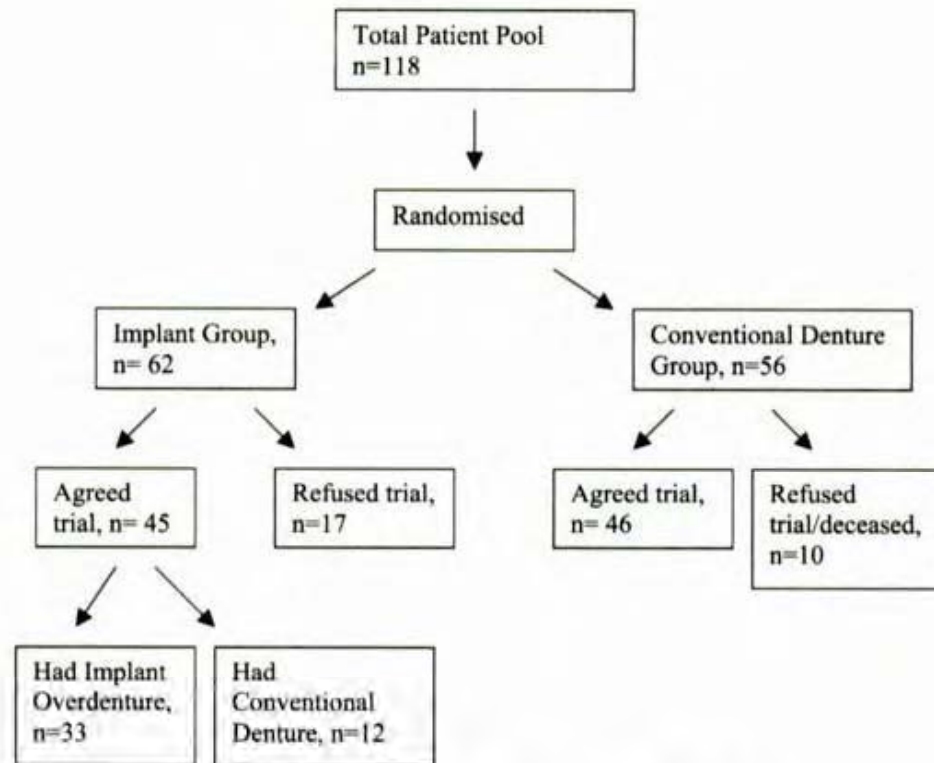 Total Patient Pool
n=118
Randomised
Implant Group,
n= 62
Conventional Denture
Group, n=56
Agreed
trial, n= 45
Refused trial,
n=17
Agreed trial,
n= 46
Refused
trial/deceased,
n=10
Had Implant
Overdenture,
n=33
Had
Conventional
Denture, n=12